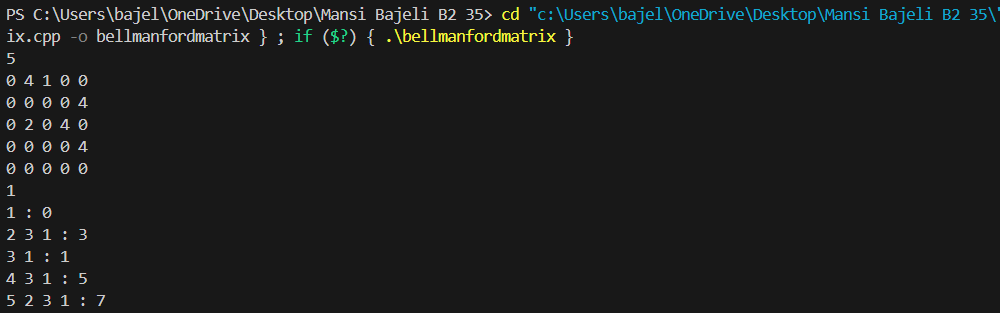 PS C:\Users\bajel\OneDrive\Desktop\Mansi Bajeli B2 35> cd "c:\Users\bajel\OneDrive\Desktop\Mansi Bajeli B2 35\"
ix.cpp -o bellmanfordmatrix } ; if ($?) { .\bellmanfordmatrix }
5
0 4 1 0 0
0 0 0 0 4
0 2 0 4 0
0 0 0 0 4
0 0 0 0 0
1
1 : 0
2 3 1 : 3
3 1 : 1
4 3 1 : 5
5 2 3 1 : 7